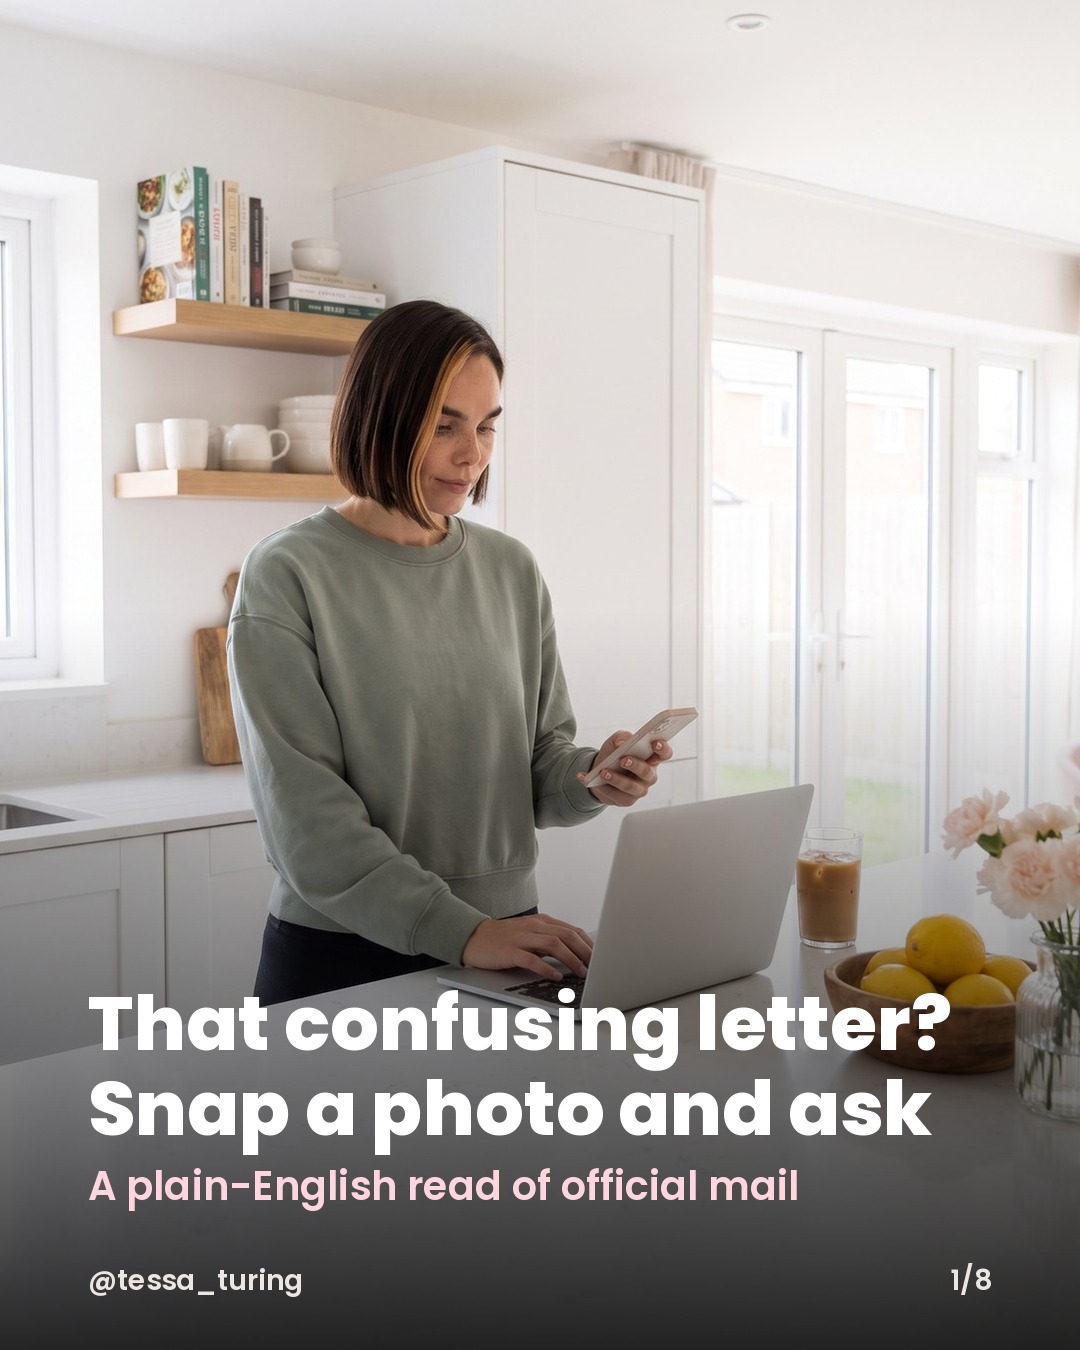 That confusing letter?
Snap a photo and ask
A plain-English read of official mail
@tessa_turing
1/8